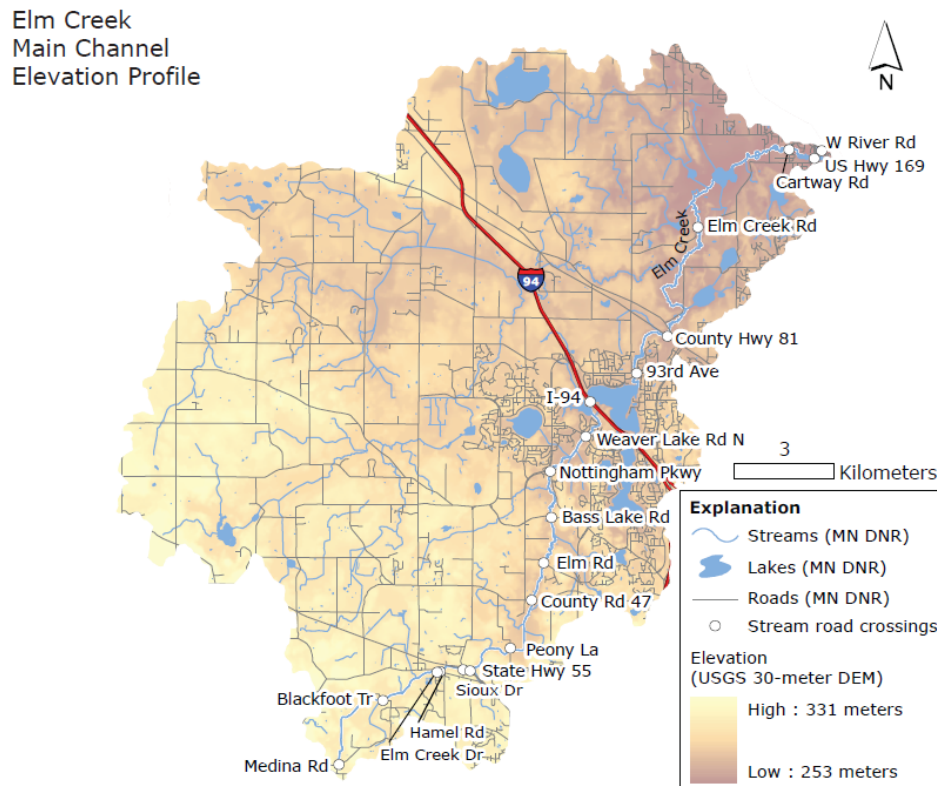 Elm Creek
Main Channel
Elevation Profile
N
W River Rd
US Hwy 169
Cartway Rd
Elm Creek Rd
Elm Creek
94
County Hwy 81
93rd Ave
I-94
Weaver Lake Rd N
3
Kilometers
Nottingham Pkwy
Bass Lake Rd
Elm Rd
County Rd 47
Peony La
State Hwy 55
Sioux Dr
Blackfoot Tr
Hamel Rd
Elm Creek Dr
Medina Rd
Explanation
Streams (MN DNR)
Lakes (MN DNR)
Roads (MN DNR)
Stream road crossings
Elevation
(USGS 30-meter DEM)
High : 331 meters
Low : 253 meters